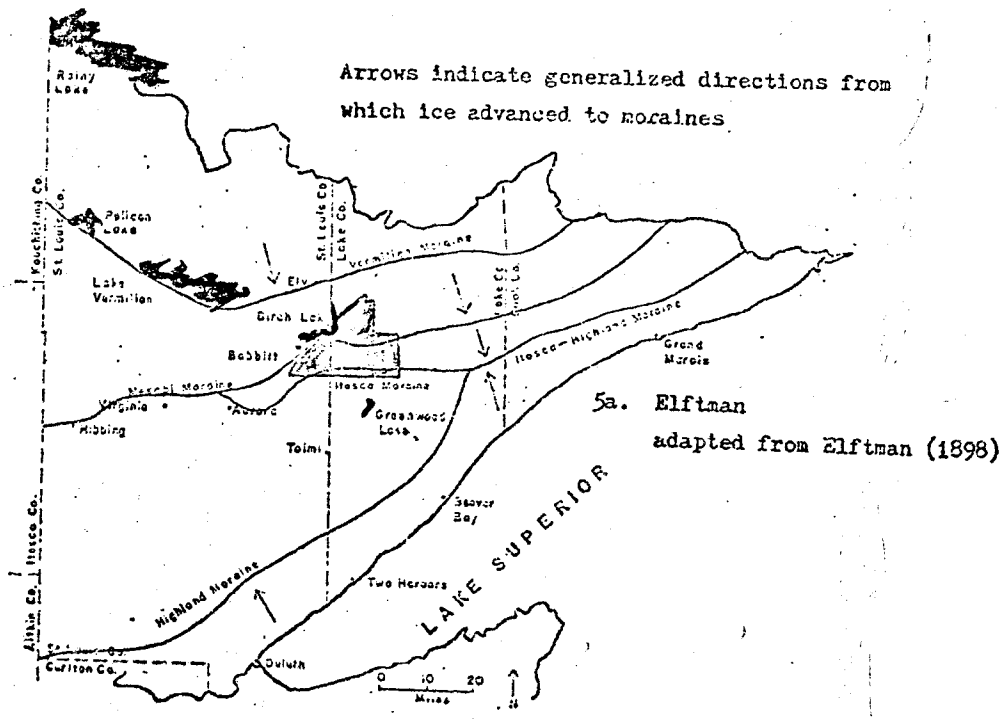 Arrows indicate generalized directions from
which ice advanced to moraines
Rainy
Lake
Koochiching Co.
St. Louis Co.
Pelican
Lake
St. Louis Co.
Lake Co.
Vermilion Moraine
Lake
Vermilion
Ely
Lake Co.
Birch Lake
Babbitt
Itasca-Highland Moraine
Grand
Marais
Mesabi Moraine
Itasca Moraine
Virginia
Aurora
Hibbing
Greenwood
Lake
5a. Elftman
adapted from Elftman (1898)
Toimi
Beaver
Bay
Itasca Co.
Aitkin Co.
Highland Moraine
Two Harbors
LAKE SUPERIOR
St. Louis Co.
Carlton Co.
Duluth
0 10 20
Miles
N